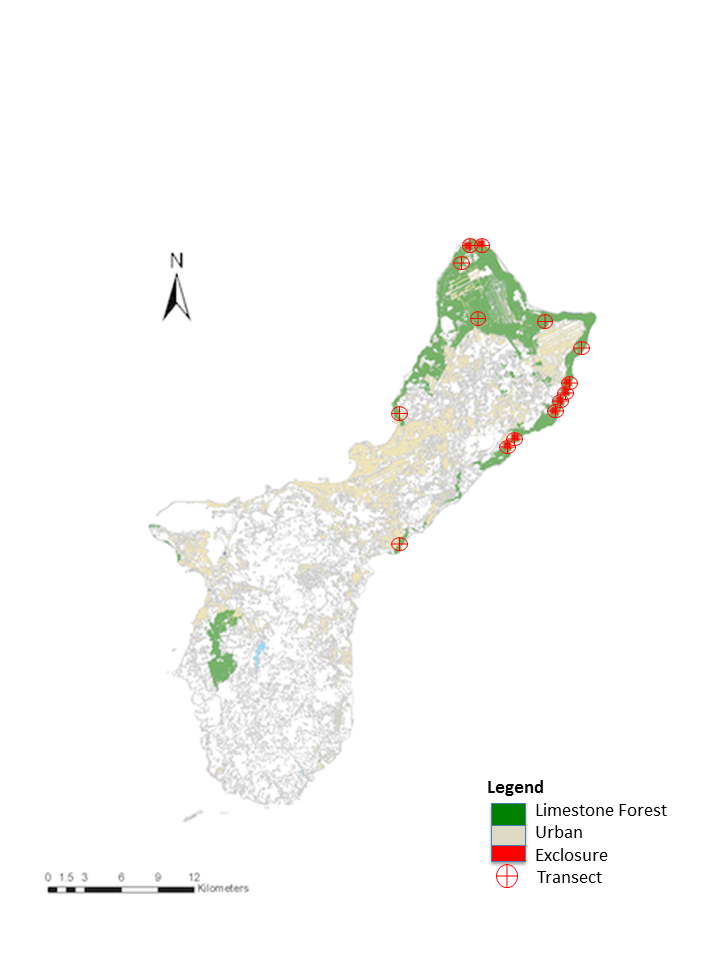 N
Legend
Limestone Forest
Urban
Exclosure
Transect
0 1.5 3 6 9 12
Kilometers